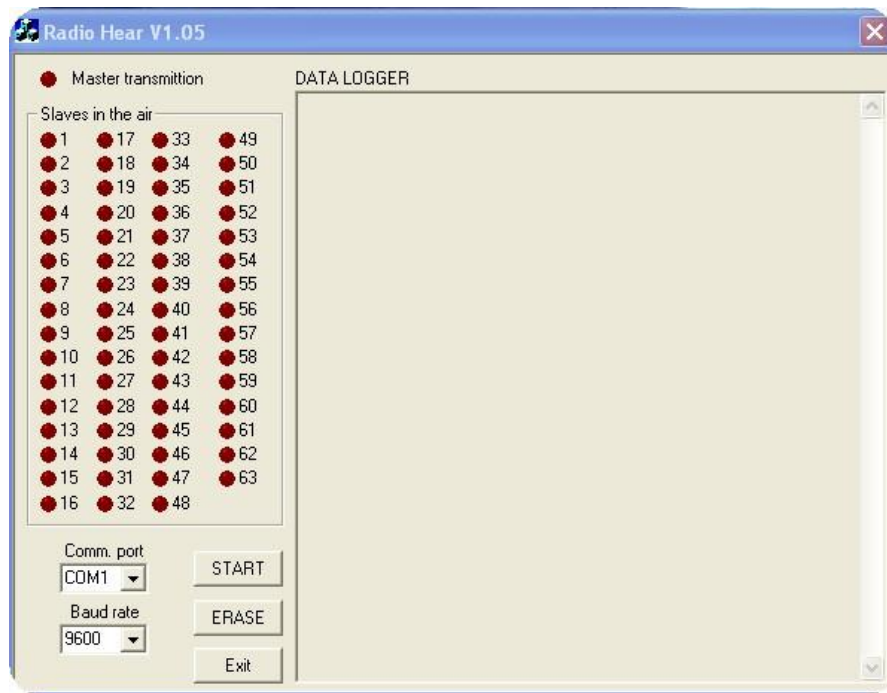 Radio Hear V1.05
Master transmittion
DATA LOGGER
Slaves in the air
1 17 33 49
2 18 34 50
3 19 35 51
4 20 36 52
5 21 37 53
6 22 38 54
7 23 39 55
8 24 40 56
9 25 41 57
10 26 42 58
11 27 43 59
12 28 44 60
13 29 45 61
14 30 46 62
15 31 47 63
16 32 48
Comm. port
COM1
START
Baud rate
9600
ERASE
Exit